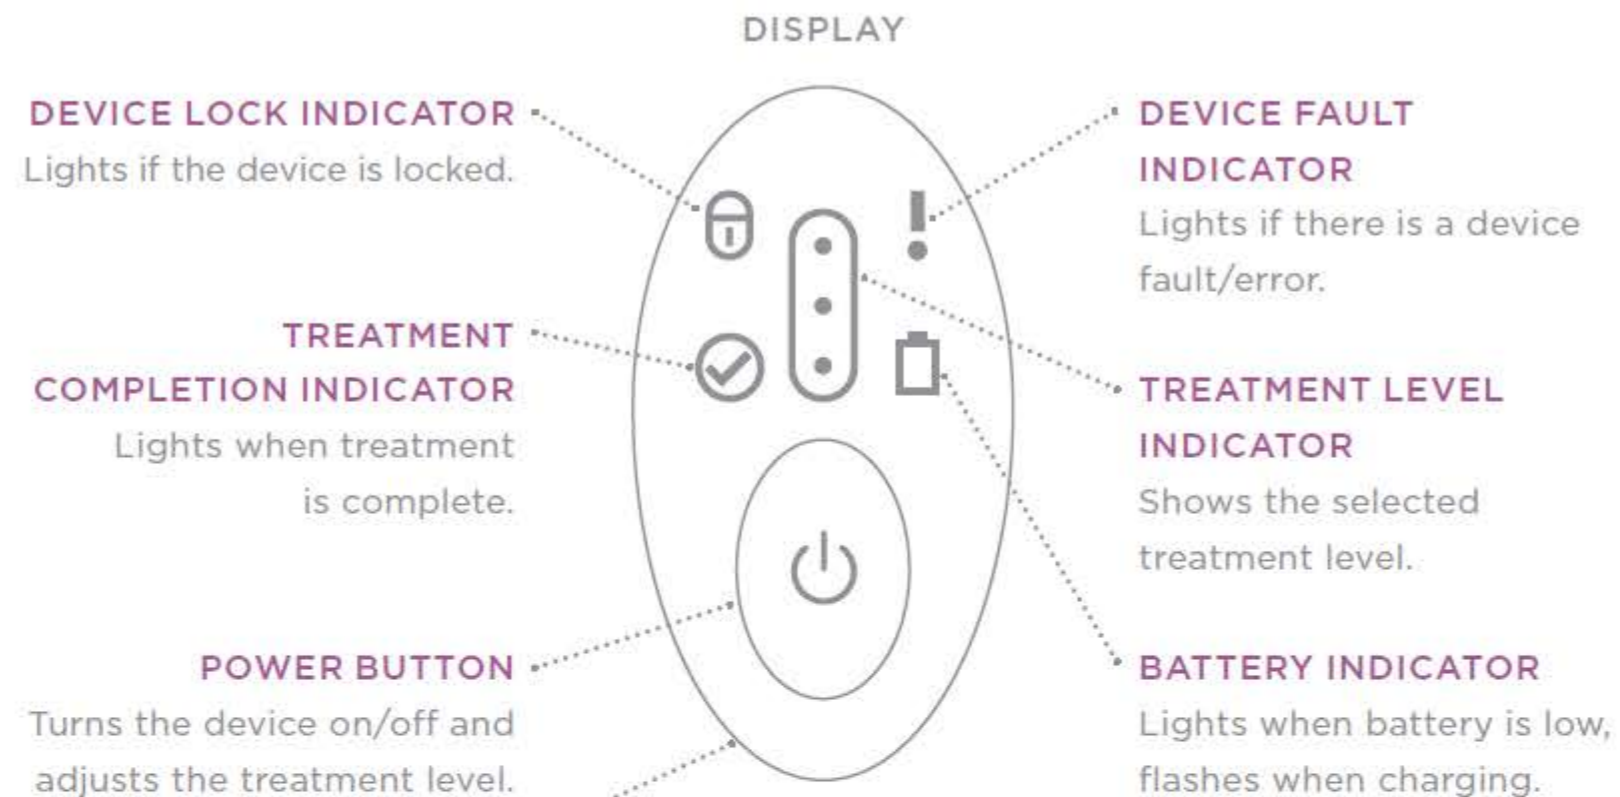 DISPLAY
DEVICE LOCK INDICATOR
Lights if the device is locked.
TREATMENT
COMPLETION INDICATOR
Lights when treatment
is complete.
POWER BUTTON
Turns the device on/off and
adjusts the treatment level.
DEVICE FAULT
INDICATOR
Lights if there is a device
fault/error.
TREATMENT LEVEL
INDICATOR
Shows the selected
treatment level.
BATTERY INDICATOR
Lights when battery is low,
flashes when charging.